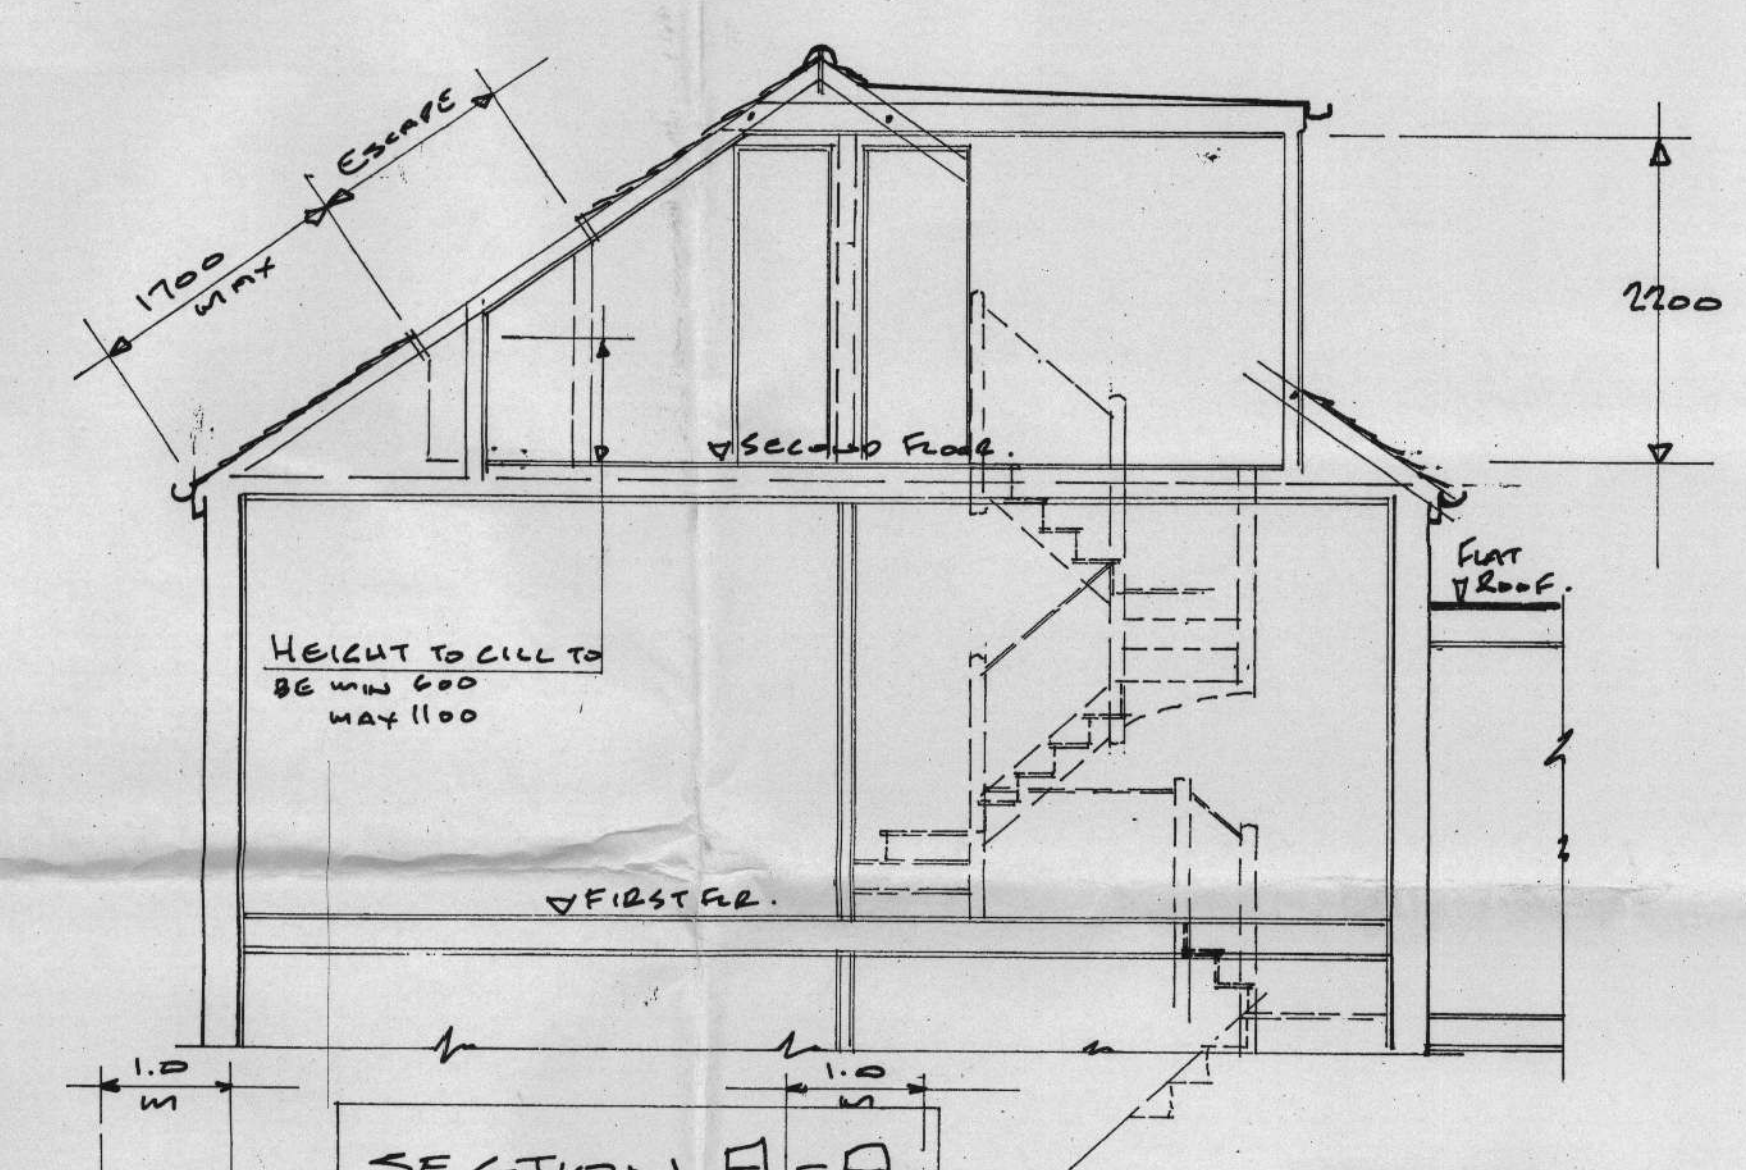 ESCAPE
1700
MAX
2200
SECOND FLOOR.
FLAT
ROOF.
HEIGHT TO CILL TO
BE MIN 600
MAX 1100
FIRST FLR.
1.0
m
1.0
m
SECTION A-A